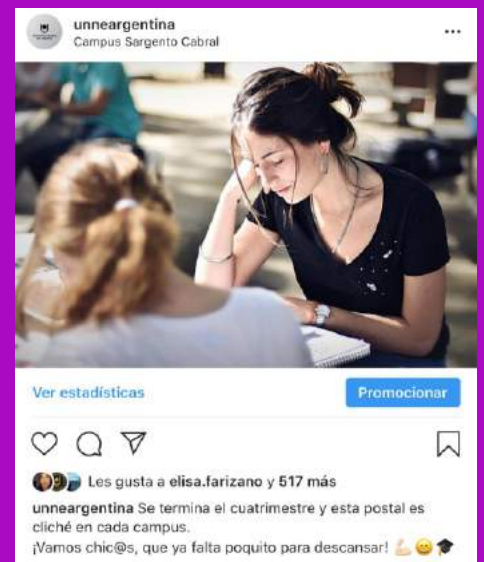 unneargentina
Campus Sargento Cabral
Ver estadísticas
Promocionar
Les gusta a elisa.farizano y 517 más
unneargentina Se termina el cuatrimestre y esta postal es
cliché en cada campus.
¡Vamos chic@s, que ya falta poquito para descansar! 💪🏻😄🎓